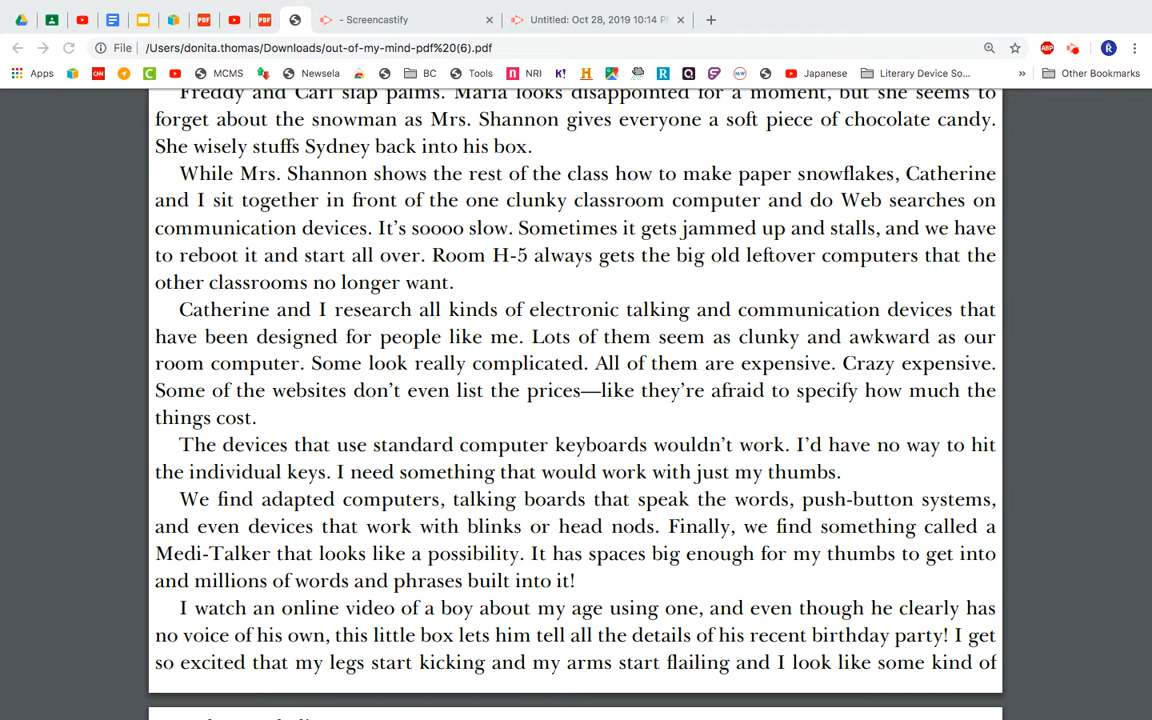 - Screencastify
Untitled: Oct 28, 2019 10:14 P
File
/Users/donita.thomas/Downloads/out-of-my-mind-pdf%20(6).pdf
Apps
MCMS
Newsela
BC
Tools
NRI
Japanese
Literary Device So...
»
Other Bookmarks
Freddy and Carl slap palms. Maria looks disappointed for a moment, but she seems to
forget about the snowman as Mrs. Shannon gives everyone a soft piece of chocolate candy.
She wisely stuffs Sydney back into his box.
While Mrs. Shannon shows the rest of the class how to make paper snowflakes, Catherine
and I sit together in front of the one clunky classroom computer and do Web searches on
communication devices. It’s soooo slow. Sometimes it gets jammed up and stalls, and we have
to reboot it and start all over. Room H-5 always gets the big old leftover computers that the
other classrooms no longer want.
Catherine and I research all kinds of electronic talking and communication devices that
have been designed for people like me. Lots of them seem as clunky and awkward as our
room computer. Some look really complicated. All of them are expensive. Crazy expensive.
Some of the websites don’t even list the prices—like they’re afraid to specify how much the
things cost.
The devices that use standard computer keyboards wouldn’t work. I’d have no way to hit
the individual keys. I need something that would work with just my thumbs.
We find adapted computers, talking boards that speak the words, push-button systems,
and even devices that work with blinks or head nods. Finally, we find something called a
Medi-Talker that looks like a possibility. It has spaces big enough for my thumbs to get into
and millions of words and phrases built into it!
I watch an online video of a boy about my age using one, and even though he clearly has
no voice of his own, this little box lets him tell all the details of his recent birthday party! I get
so excited that my legs start kicking and my arms start flailing and I look like some kind of